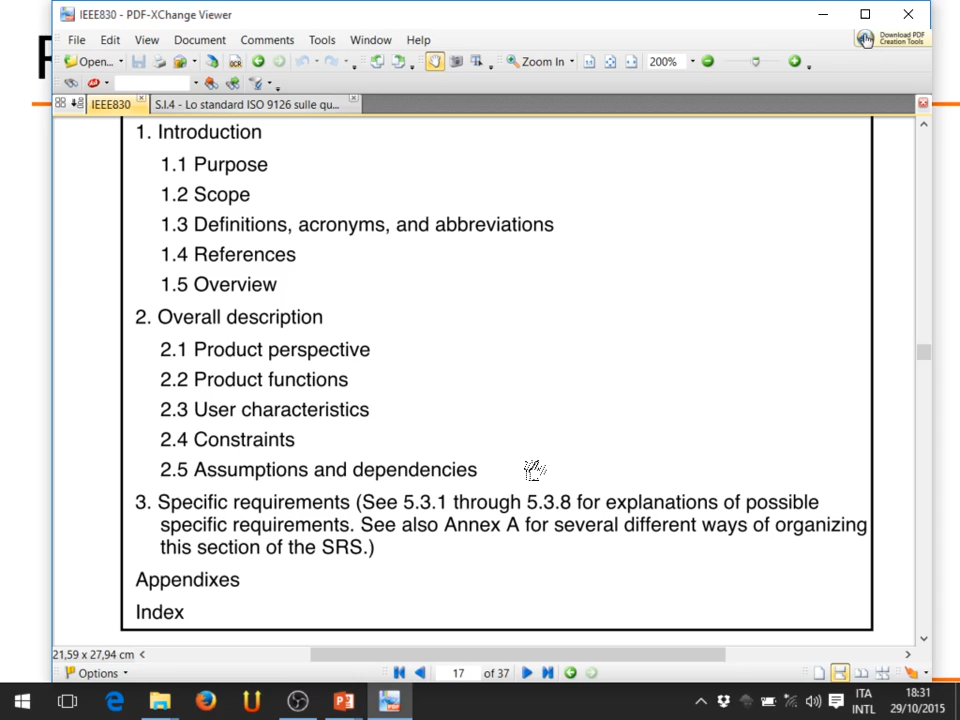 IEEE830 - PDF-XChange Viewer
File Edit View Document Comments Tools Window Help
Download PDF
Creation Tools
Open... OCR Zoom In 200%
IEEE830 S.I.4 - Lo standard ISO 9126 sulle qu...
1. Introduction
1.1 Purpose
1.2 Scope
1.3 Definitions, acronyms, and abbreviations
1.4 References
1.5 Overview
2. Overall description
2.1 Product perspective
2.2 Product functions
2.3 User characteristics
2.4 Constraints
2.5 Assumptions and dependencies
3. Specific requirements (See 5.3.1 through 5.3.8 for explanations of possible
specific requirements. See also Annex A for several different ways of organizing
this section of the SRS.)
Appendixes
Index
21,59 x 27,94 cm
Options 17 of 37
ITA 18:31
INTL 29/10/2015